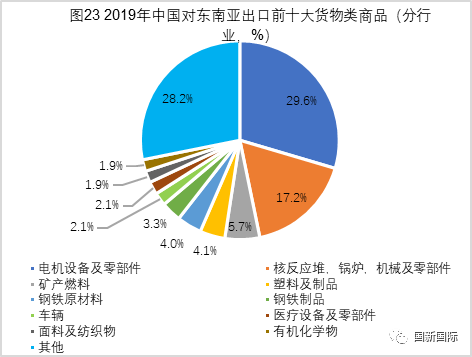 图23 2019年中国对东南亚出口前十大货物类商品（分行
业，%）
28.2%
29.6%
1.9%
1.9%
2.1%
2.1%
3.3%
4.0%
4.1%
5.7%
17.2%
电机设备及零部件
核反应堆，锅炉，机械及零部件
矿产燃料
塑料及制品
钢铁原材料
钢铁制品
车辆
医疗设备及零部件
面料及纺织物
有机化学物
其他
国新国际